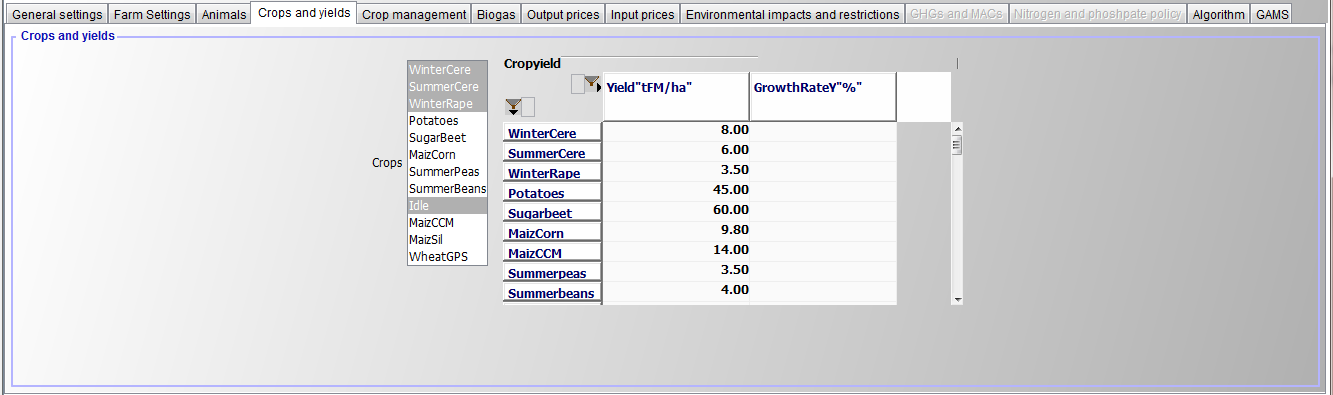 General settings Farm Settings Animals Crops and yields Crop management Biogas Output prices Input prices Environmental impacts and restrictions GHGs and MACs Nitrogen and phoshpate policy Algorithm GAMS
Crops and yields
Crops
WinterCere
SummerCere
WinterRape
Potatoes
SugarBeet
MaizCorn
SummerPeas
SummerBeans
Idle
MaizCCM
MaizSil
WheatGPS
Cropyield
Yield"tFM/ha" GrowthRateY"%"
WinterCere 8.00
SummerCere 6.00
WinterRape 3.50
Potatoes 45.00
Sugarbeet 60.00
MaizCorn 9.80
MaizCCM 14.00
Summerpeas 3.50
Summerbeans 4.00